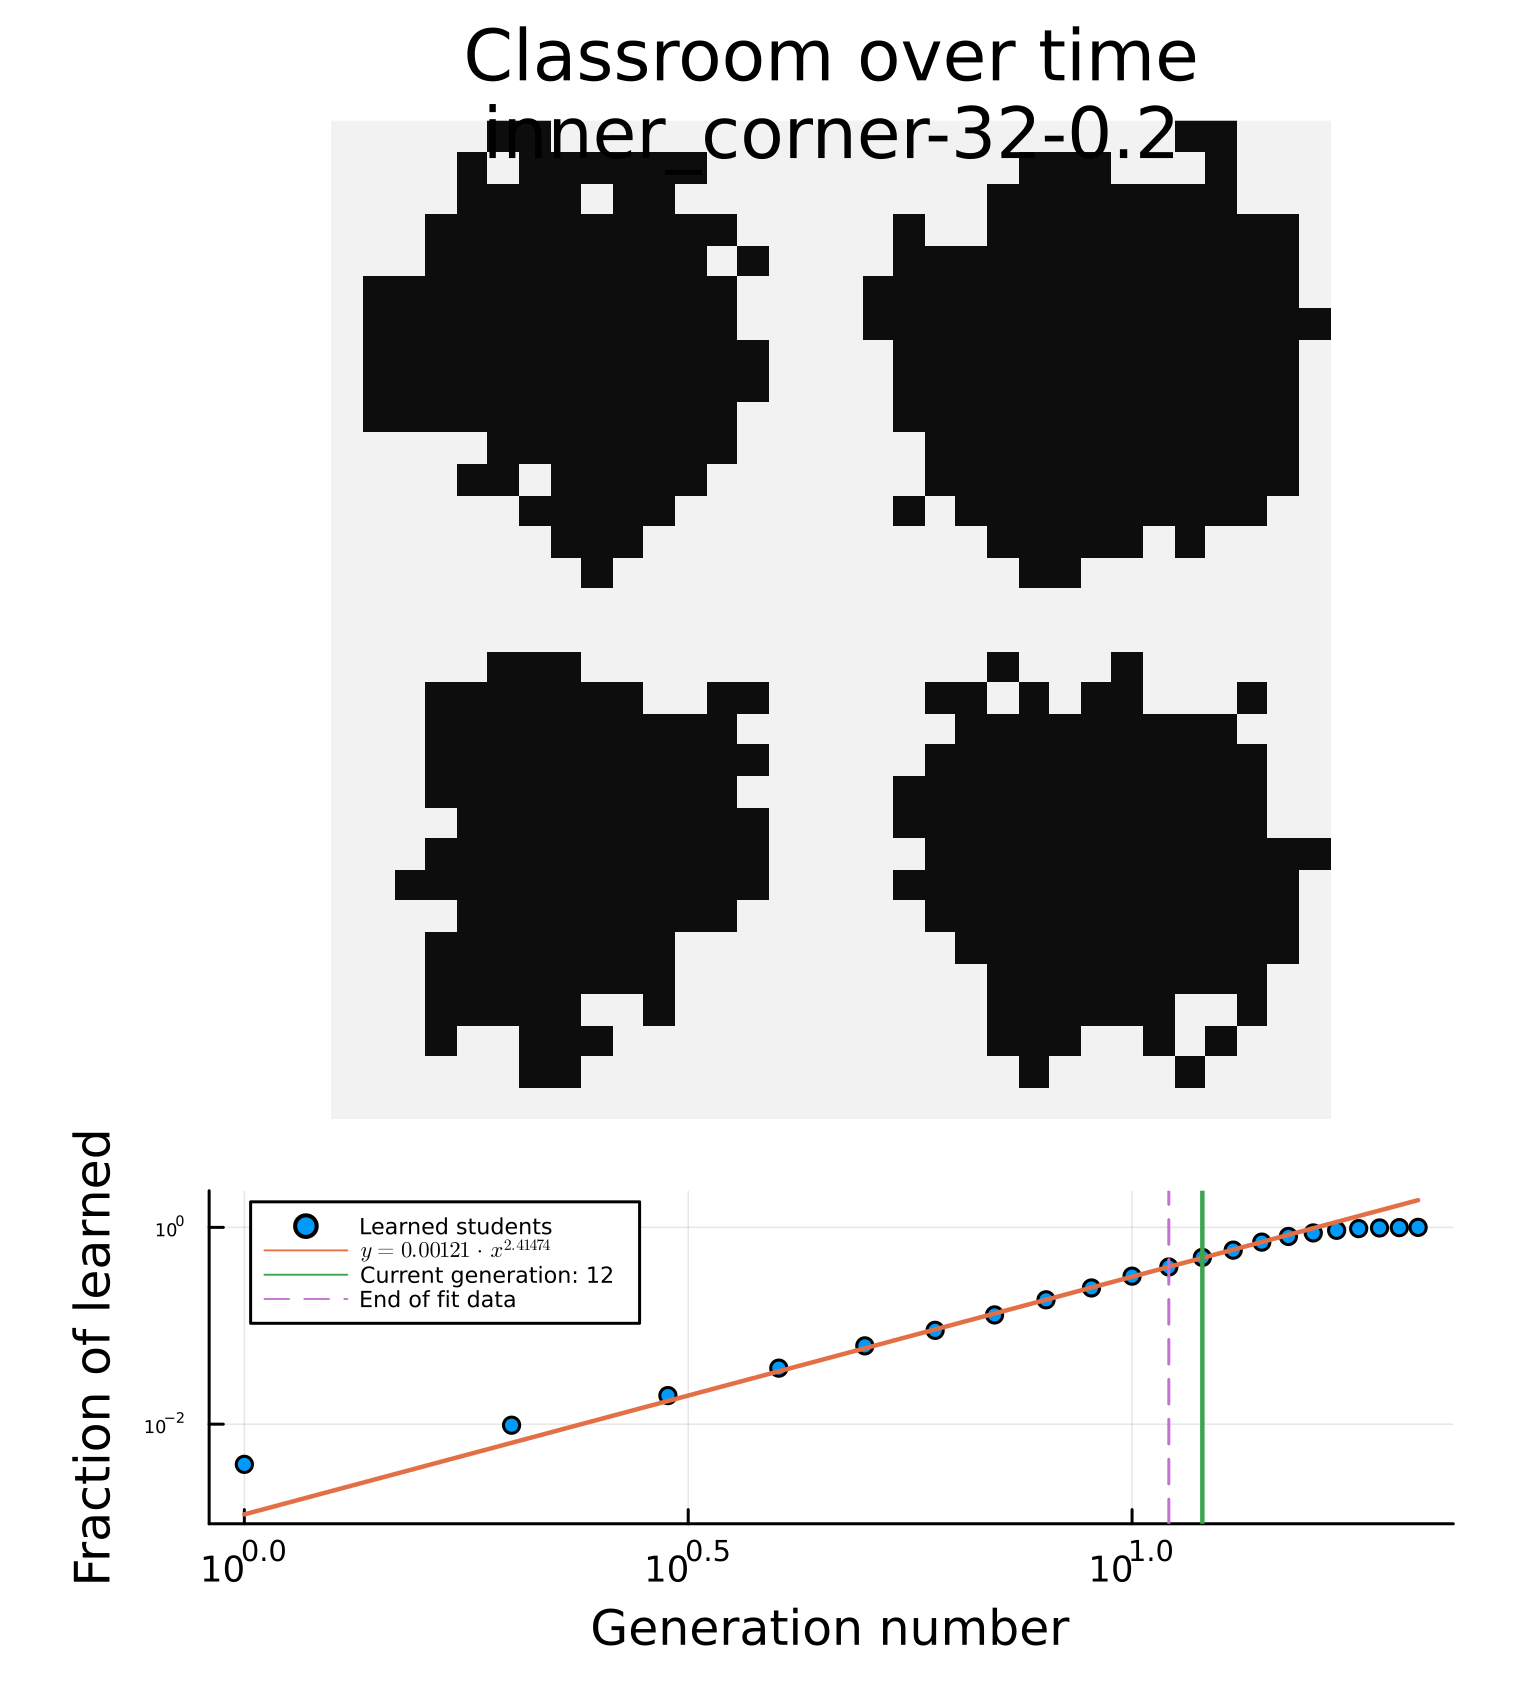 Classroom over time
inner_corner-32-0.2
Fraction of learned
10^0
10^−2
Learned students
y = 0.00121 · x^2.41474
Current generation: 12
End of fit data
10^0.0
10^0.5
10^1.0
Generation number